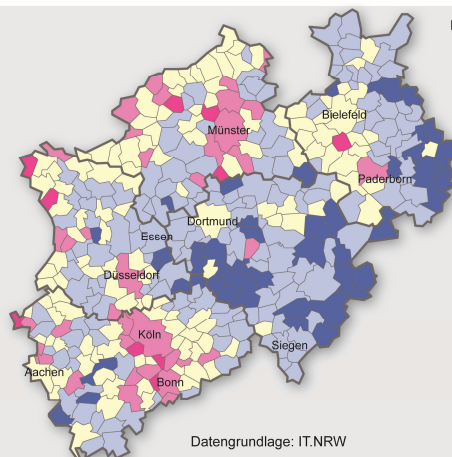 Münster
Bielefeld
Paderborn
Dortmund
Essen
Düsseldorf
Köln
Siegen
Aachen
Bonn
Datengrundlage: IT.NRW